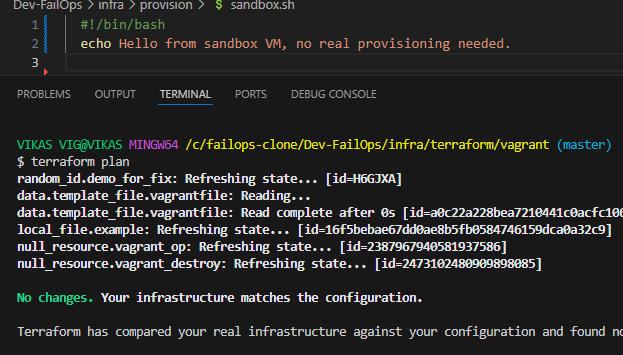 Dev-FailOps > infra > provision > $ sandbox.sh
1 #!/bin/bash
2 echo Hello from sandbox VM, no real provisioning needed.
3
PROBLEMS OUTPUT TERMINAL PORTS DEBUG CONSOLE
VIKAS VIG@VIKAS MINGW64 /c/failops-clone/Dev-FailOps/infra/terraform/vagrant (master)
$ terraform plan
random_id.demo_for_fix: Refreshing state... [id=H6GJXA]
data.template_file.vagrantfile: Reading...
data.template_file.vagrantfile: Read complete after 0s [id=a0c22a228bea7210441c0acfc106
local_file.example: Refreshing state... [id=16f5bebae67dd0ae8b5fb0584746159dca0a32c9]
null_resource.vagrant_op: Refreshing state... [id=2387967940581937586]
null_resource.vagrant_destroy: Refreshing state... [id=2473102480909898085]
No changes. Your infrastructure matches the configuration.
Terraform has compared your real infrastructure against your configuration and found no